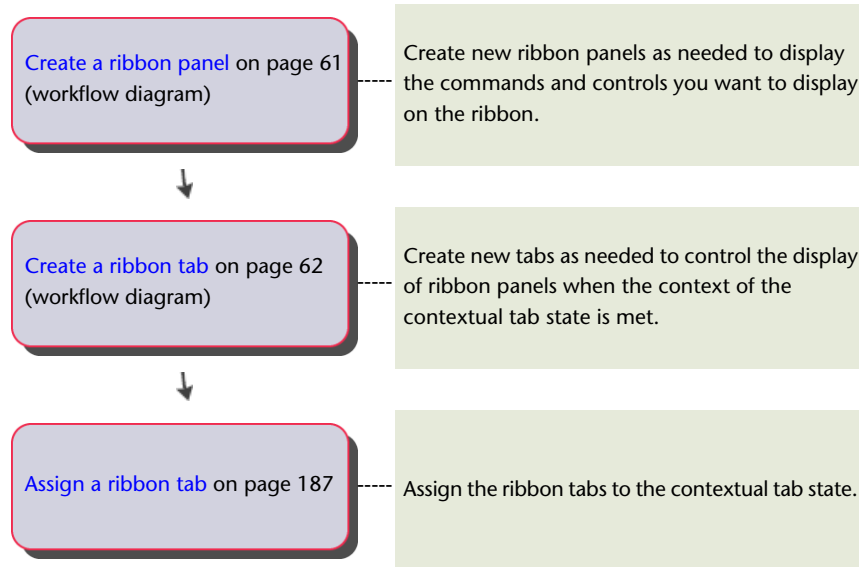 Create a ribbon panel on page 61
(workflow diagram)
Create new ribbon panels as needed to display
the commands and controls you want to display
on the ribbon.
Create a ribbon tab on page 62
(workflow diagram)
Create new tabs as needed to control the display
of ribbon panels when the context of the
contextual tab state is met.
Assign a ribbon tab on page 187
Assign the ribbon tabs to the contextual tab state.